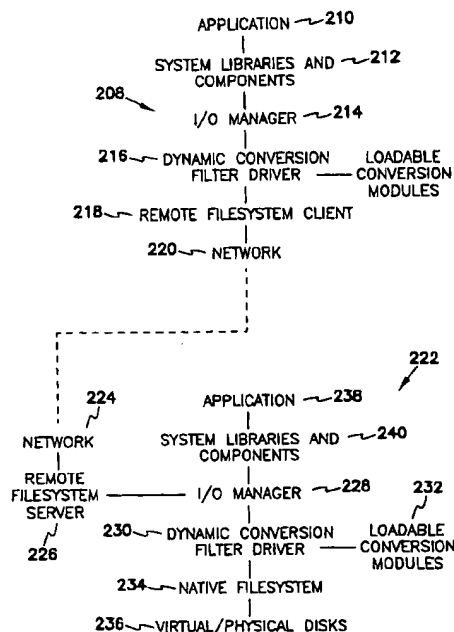 APPLICATION 210
SYSTEM LIBRARIES AND 212
COMPONENTS
208
I/O MANAGER 214
216 DYNAMIC CONVERSION
FILTER DRIVER
LOADABLE
CONVERSION
MODULES
218 REMOTE FILESYSTEM CLIENT
220 NETWORK
222
224
NETWORK
REMOTE
FILESYSTEM
SERVER
226
APPLICATION 238
SYSTEM LIBRARIES AND 240
COMPONENTS
I/O MANAGER 228
230 DYNAMIC CONVERSION
FILTER DRIVER
232
LOADABLE
CONVERSION
MODULES
234 NATIVE FILESYSTEM
236 VIRTUAL/PHYSICAL DISKS